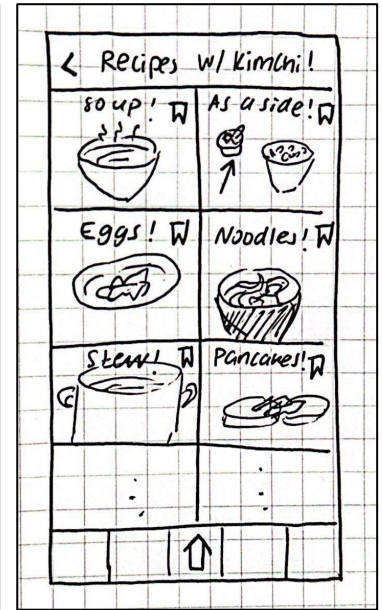 < Recipes w/ Kimchi!
Soup!
As a side!
Eggs!
Noodles!
Stew!
Pancakes!